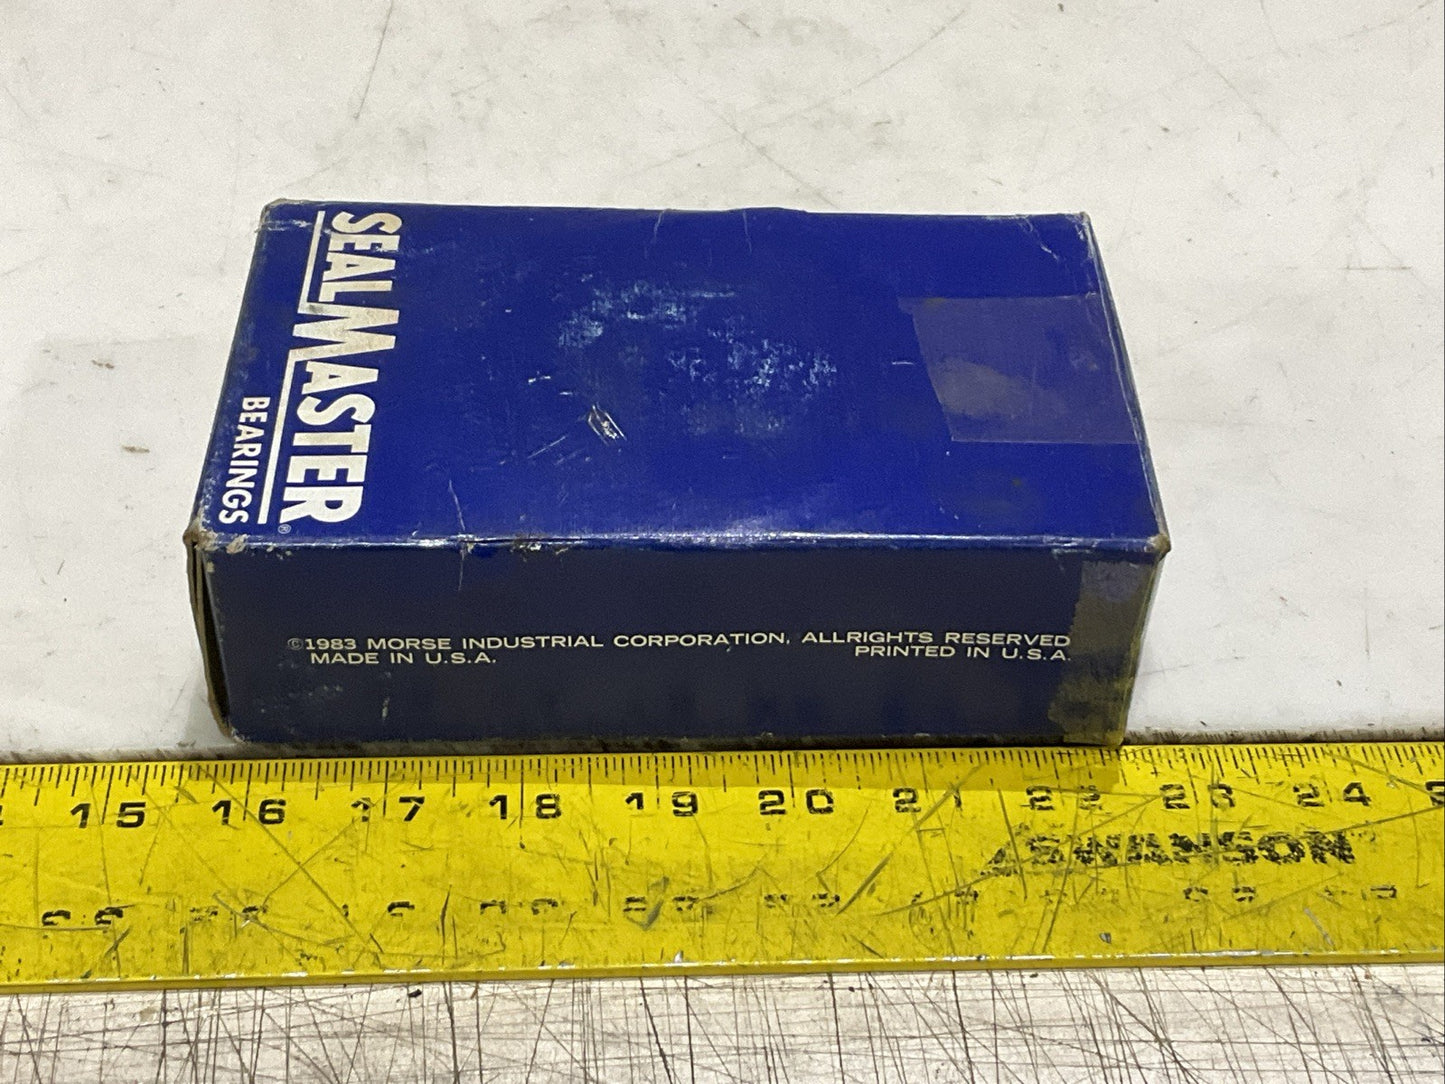 SEALMASTER®
BEARINGS
©1983 MORSE INDUSTRIAL CORPORATION, ALLRIGHTS RESERVED
MADE IN U.S.A. PRINTED IN U.S.A.
15 16 17 18 19 20 21 22 23 24
SWANSON